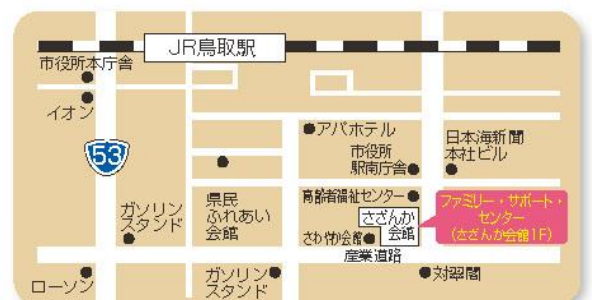 JR鳥取駅
市役所本庁舎
イオン
53
アパホテル
市役所
駅南庁舎
日本海新聞
本社ビル
県民
ふれあい
会館
ガソリン
スタンド
高齢者福祉センター
さざんか
会館
さわやか会館
ファミリー・サポート・
センター
(さざんか会館1F)
産業道路
ローソン
ガソリン
スタンド
対翠閣